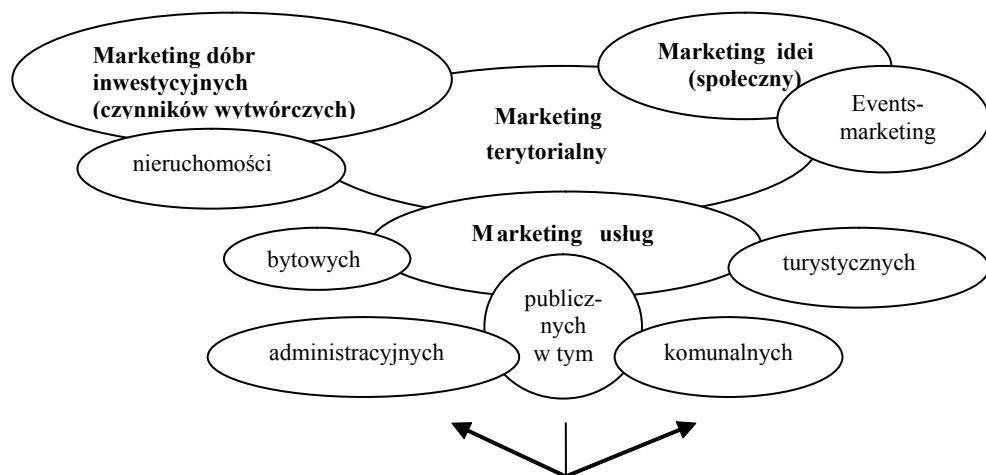 Marketing dóbr
inwestycyjnych
(czynników wytwórczych)
nieruchomości
Marketing idei
(społeczny)
Events-
marketing
Marketing
terytorialny
Marketing usług
bytowych
turystycznych
publicz-
nych
w tym
administracyjnych
komunalnych